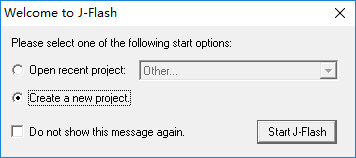 Welcome to J-Flash
Please select one of the following start options:
Open recent project: Other...
Create a new project.
Do not show this message again.
Start J-Flash